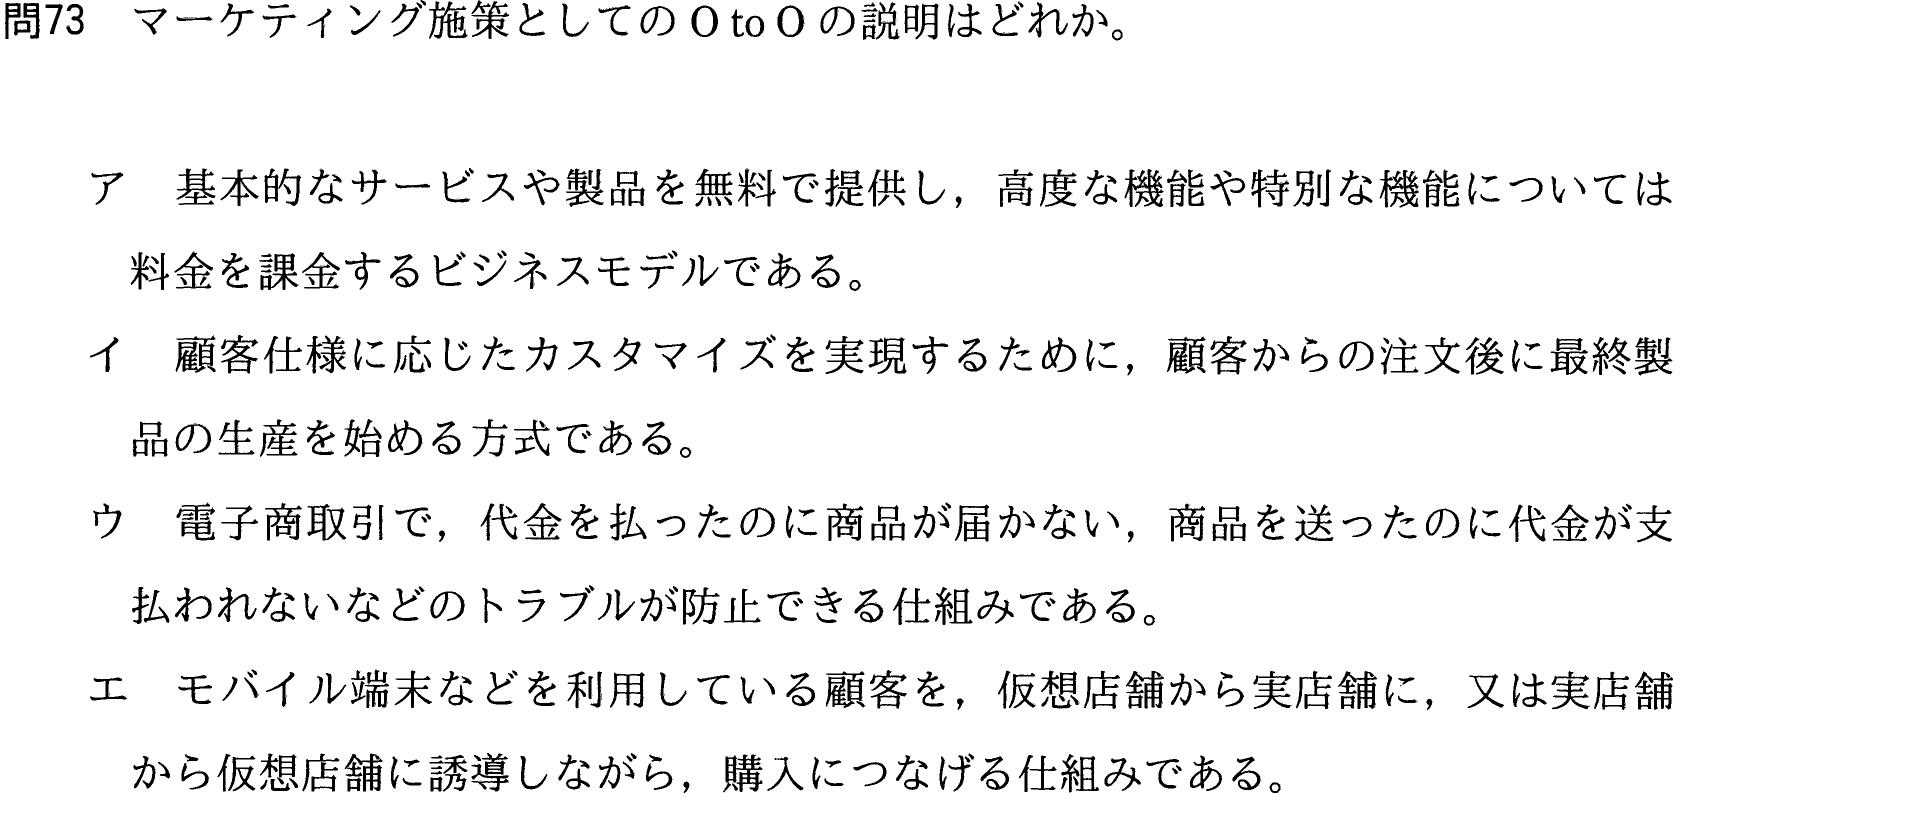 問73　マーケティング施策としての O to O の説明はどれか。
ア　基本的なサービスや製品を無料で提供し，高度な機能や特別な機能については
料金を課金するビジネスモデルである。
イ　顧客仕様に応じたカスタマイズを実現するために，顧客からの注文後に最終製
品の生産を始める方式である。
ウ　電子商取引で，代金を払ったのに商品が届かない，商品を送ったのに代金が支
払われないなどのトラブルが防止できる仕組みである。
エ　モバイル端末などを利用している顧客を，仮想店舗から実店舗に，又は実店舗
から仮想店舗に誘導しながら，購入につなげる仕組みである。